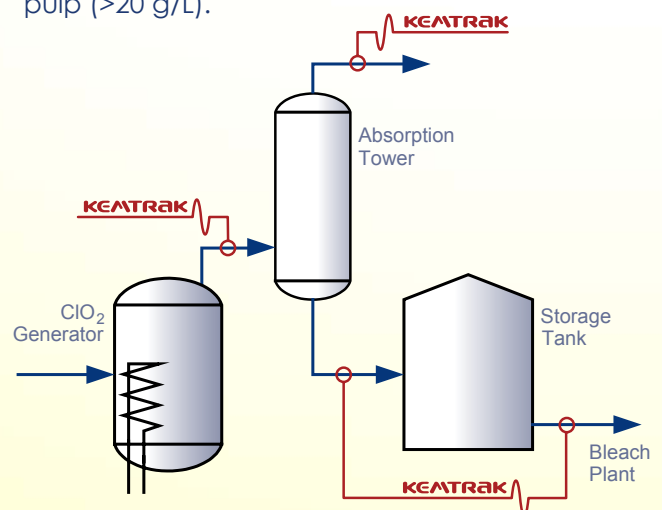 pulp (>20 g/L).
KEMTRAK
Absorption
Tower
KEMTRAK
ClO₂
Generator
Storage
Tank
Bleach
Plant
KEMTRAK